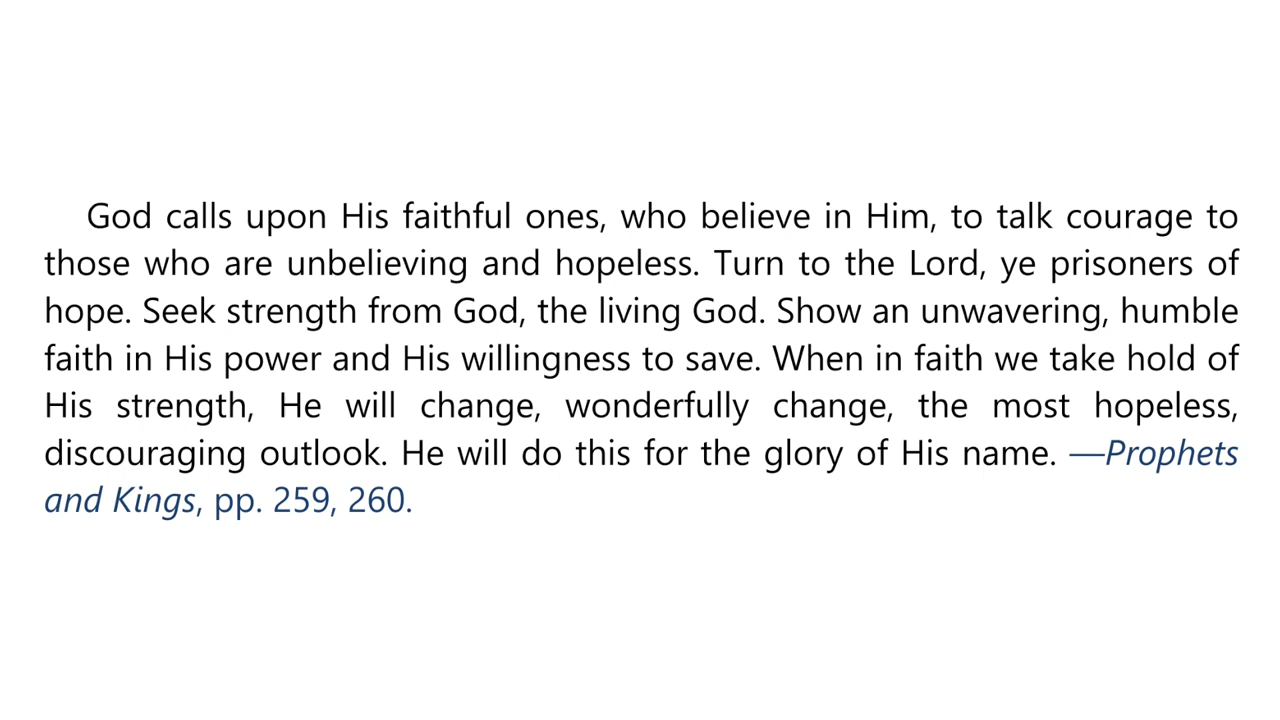 God calls upon His faithful ones, who believe in Him, to talk courage to
those who are unbelieving and hopeless. Turn to the Lord, ye prisoners of
hope. Seek strength from God, the living God. Show an unwavering, humble
faith in His power and His willingness to save. When in faith we take hold of
His strength, He will change, wonderfully change, the most hopeless,
discouraging outlook. He will do this for the glory of His name. —Prophets
and Kings, pp. 259, 260.